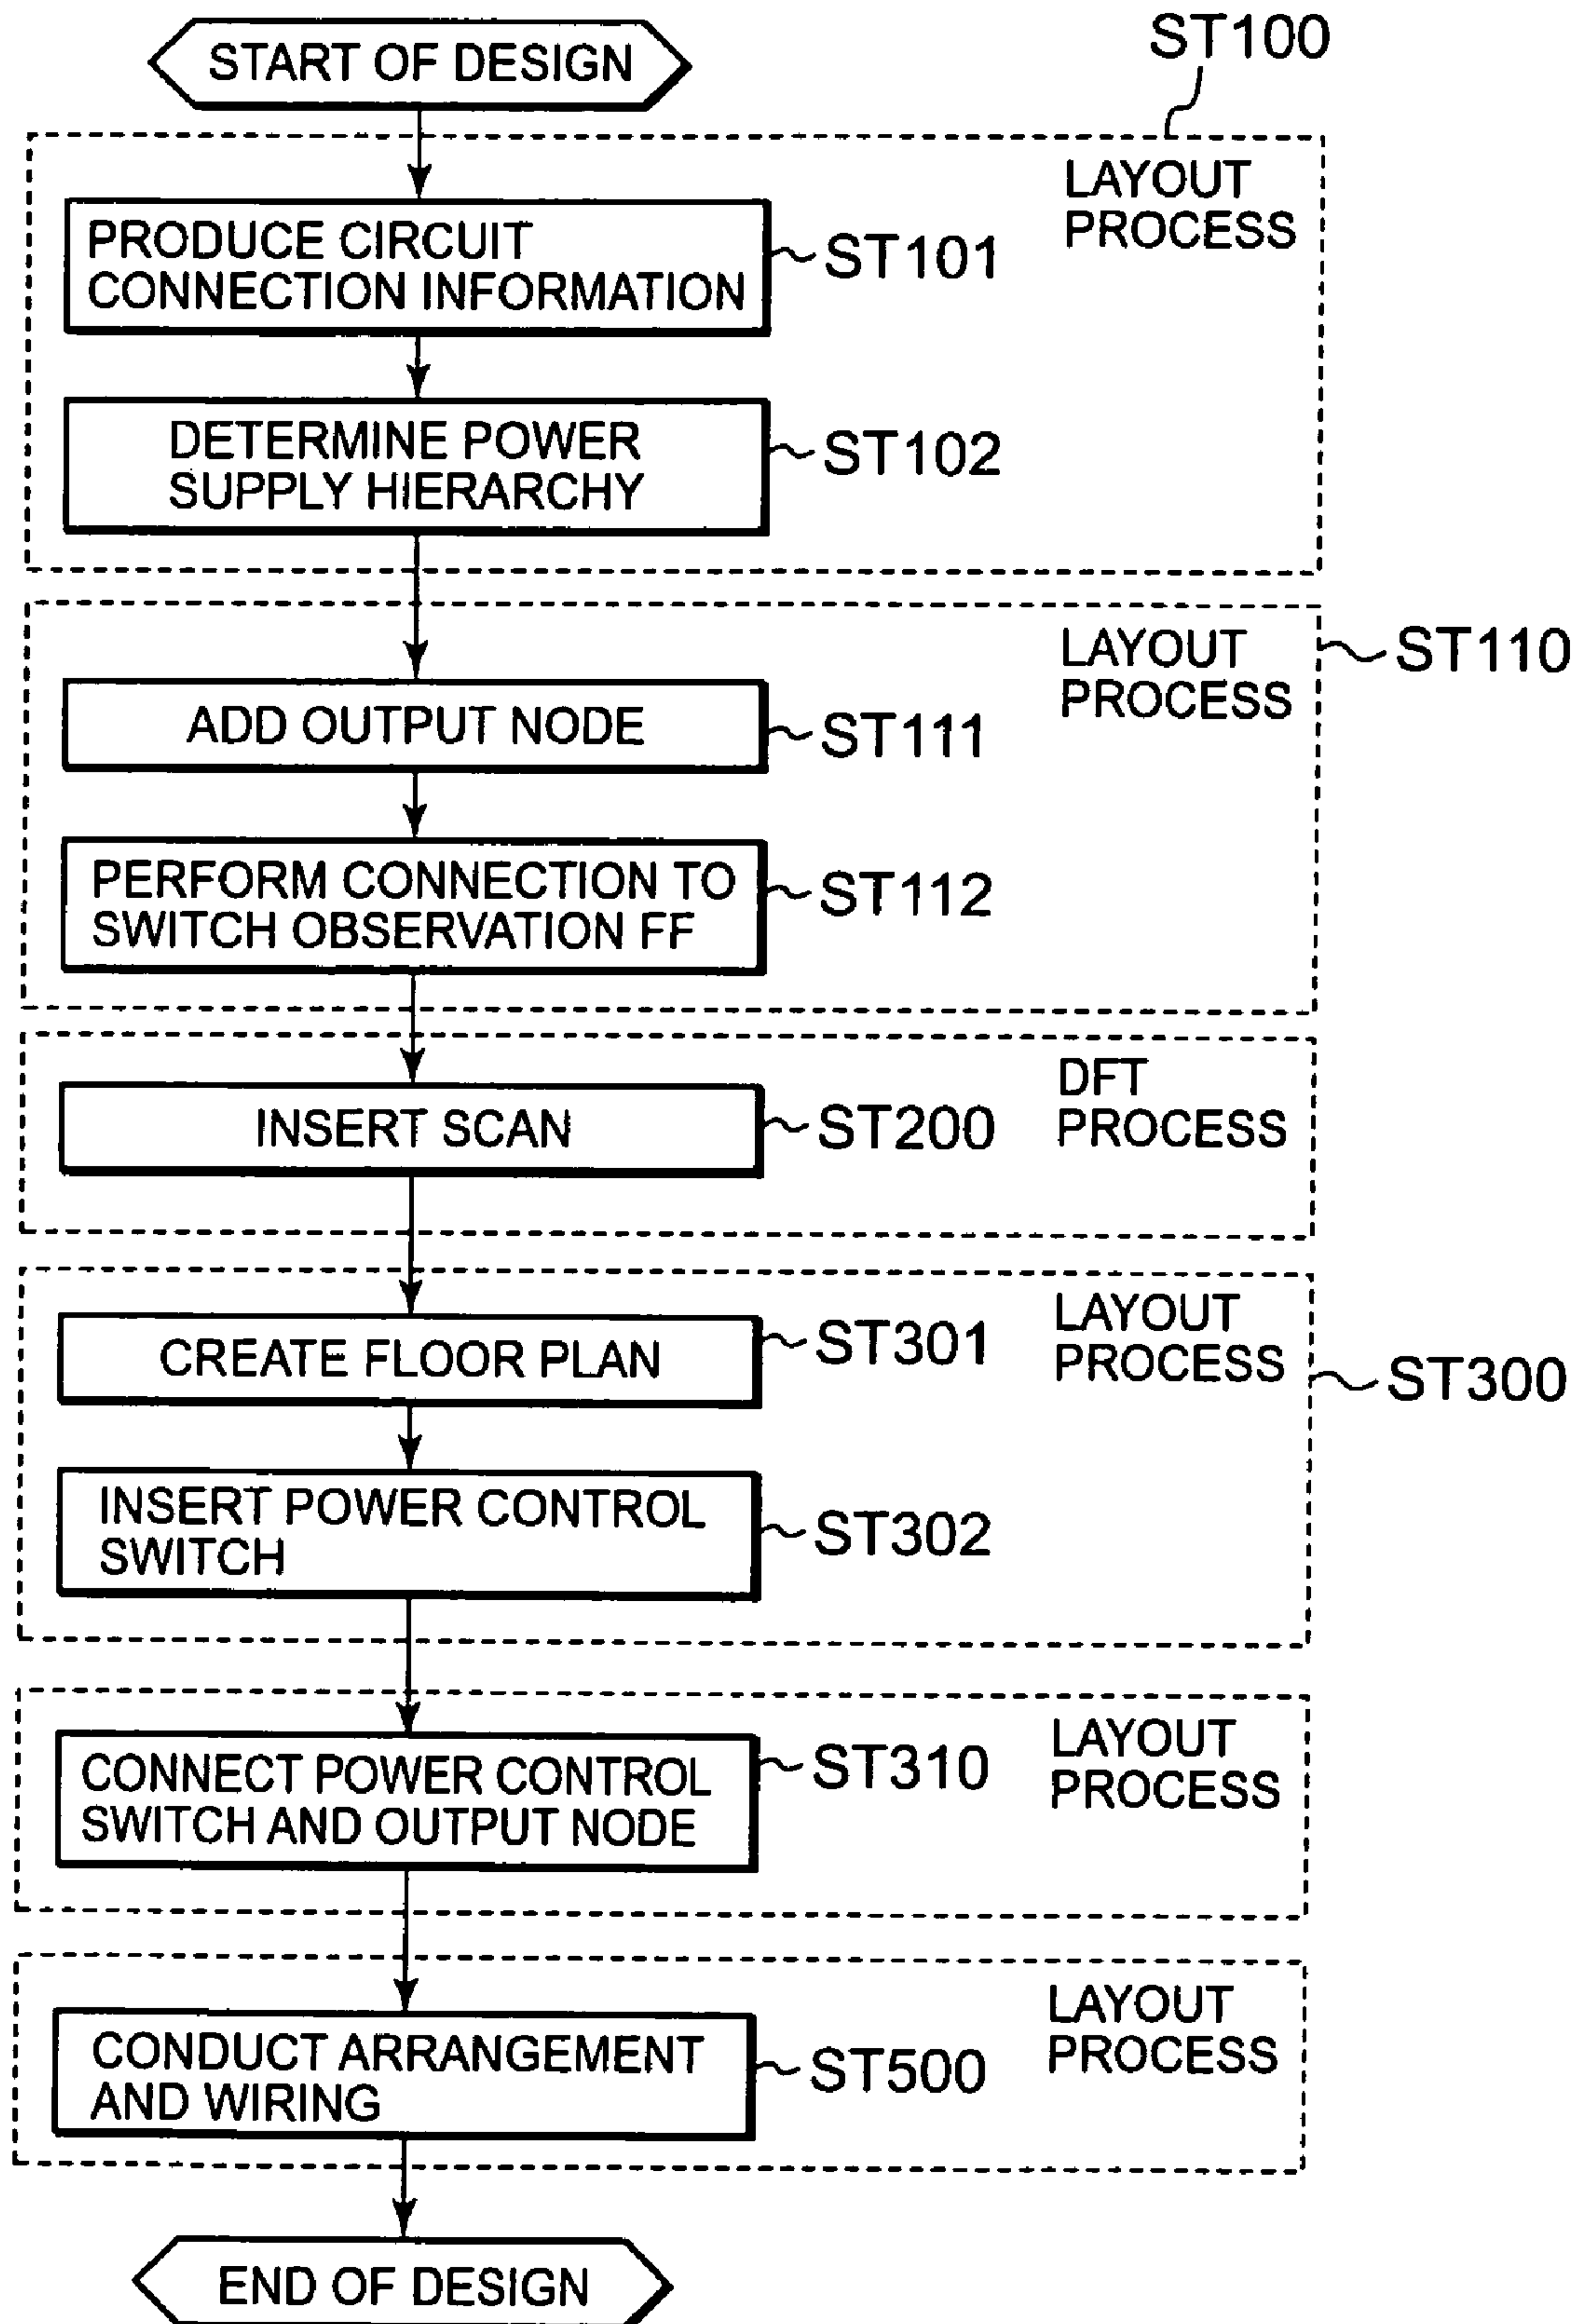 START OF DESIGN
ST100
LAYOUT
PROCESS
PRODUCE CIRCUIT
CONNECTION INFORMATION
ST101
DETERMINE POWER
SUPPLY HIERARCHY
ST102
LAYOUT
PROCESS
ST110
ADD OUTPUT NODE
ST111
PERFORM CONNECTION TO
SWITCH OBSERVATION FF
ST112
DFT
PROCESS
INSERT SCAN
ST200
LAYOUT
PROCESS
ST300
CREATE FLOOR PLAN
ST301
INSERT POWER CONTROL
SWITCH
ST302
LAYOUT
PROCESS
CONNECT POWER CONTROL
SWITCH AND OUTPUT NODE
ST310
LAYOUT
PROCESS
CONDUCT ARRANGEMENT
AND WIRING
ST500
END OF DESIGN